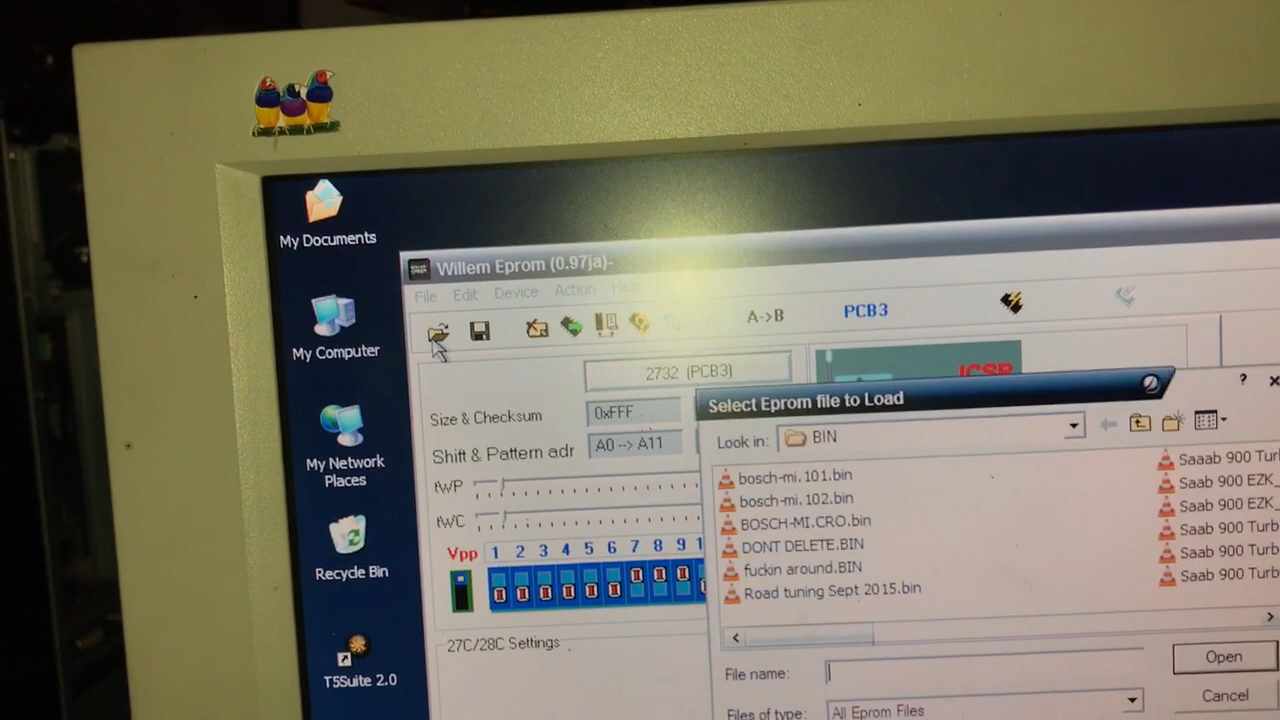 My Documents
My Computer
My Network
Places
Recycle Bin
T5Suite 2.0
Willem Eprom (0.97ja)-
File Edit Device Action Help
A->B PCB3
2732 (PCB3)
ICSP
Size & Checksum 0xFFF
Shift & Pattern adr A0 --> A11
tWP
tWC
Vpp 1 2 3 4 5 6 7 8 9 1
27C/28C Settings
Select Eprom file to Load
? ×
Look in: BIN
bosch-mi.101.bin
bosch-mi.102.bin
BOSCH-MI.CRO.bin
DONT DELETE.BIN
fuckin around.BIN
Road tuning Sept 2015.bin
Saaab 900 Turb
Saab 900 EZK_
Saab 900 EZK_
Saab 900 Turb
Saab 900 Turb
Saab 900 Turb
File name:
Open
Files of type: All Eprom Files
Cancel